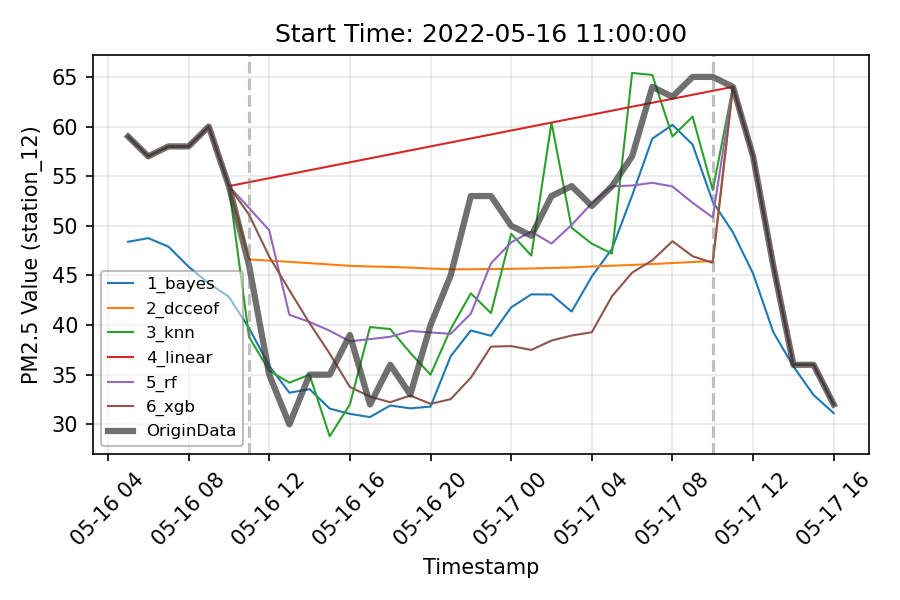 Start Time: 2022-05-16 11:00:00
PM2.5 Value (station_12)
65
60
55
50
45
40
35
30
1_bayes
2_dcceof
3_knn
4_linear
5_rf
6_xgb
OriginData
05-16 04
05-16 08
05-16 12
05-16 16
05-16 20
05-17 00
05-17 04
05-17 08
05-17 12
05-17 16
Timestamp